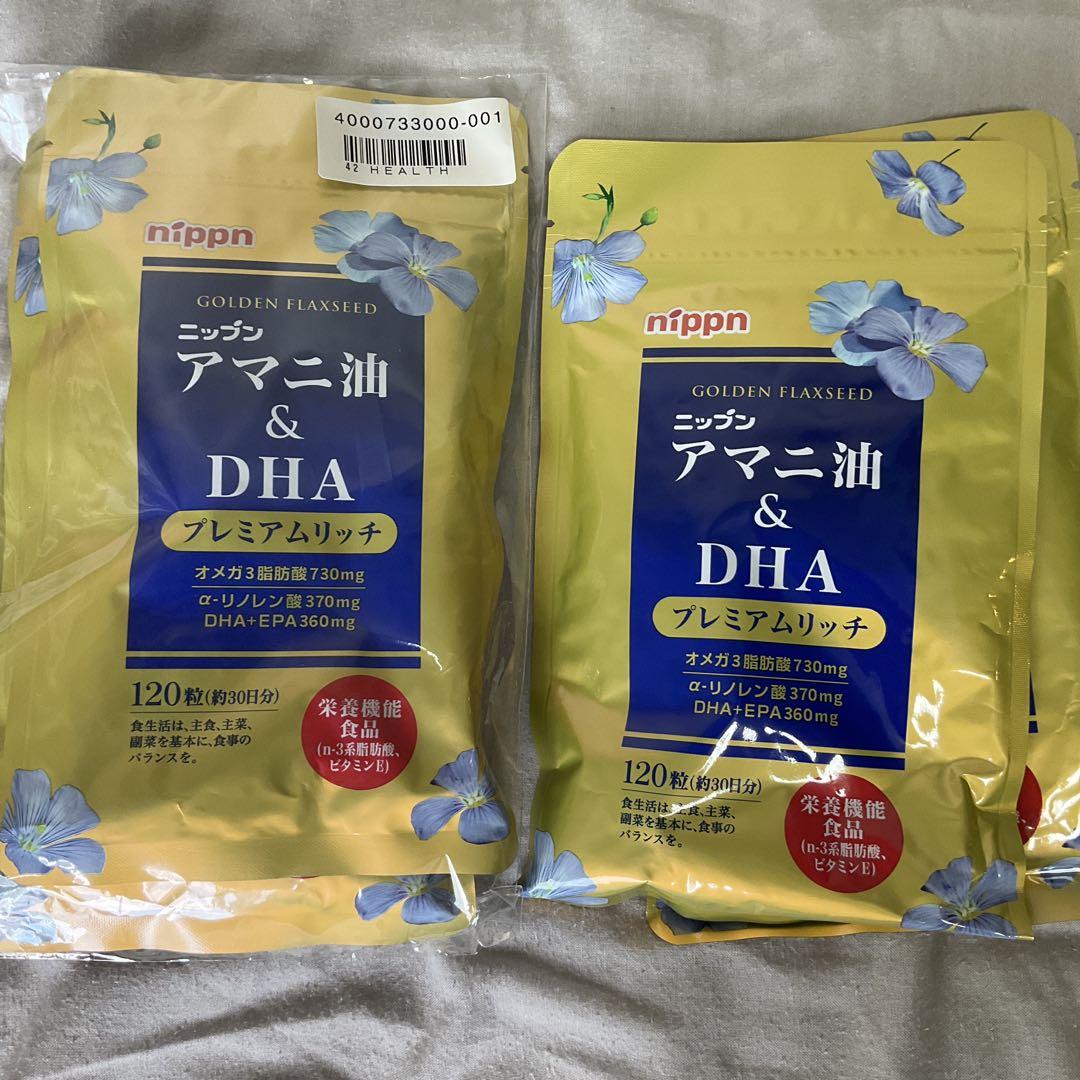 4000733000-001
42 HEALTH
nippn
GOLDEN FLAXSEED
ニップン
アマニ油
&
DHA
プレミアムリッチ
オメガ3脂肪酸730mg
α-リノレン酸370mg
DHA+EPA360mg
120粒(約30日分)
食生活は、主食、主菜、
副菜を基本に、食事の
バランスを。
栄養機能
食品
(n-3系脂肪酸、
ビタミンE)
nippn
GOLDEN FLAXSEED
ニップン
アマニ油
&
DHA
プレミアムリッチ
オメガ3脂肪酸730mg
α-リノレン酸370mg
DHA+EPA360mg
120粒(約30日分)
食生活は、主食、主菜、
副菜を基本に、食事の
バランスを。
栄養機能
食品
(n-3系脂肪酸、
ビタミンE)